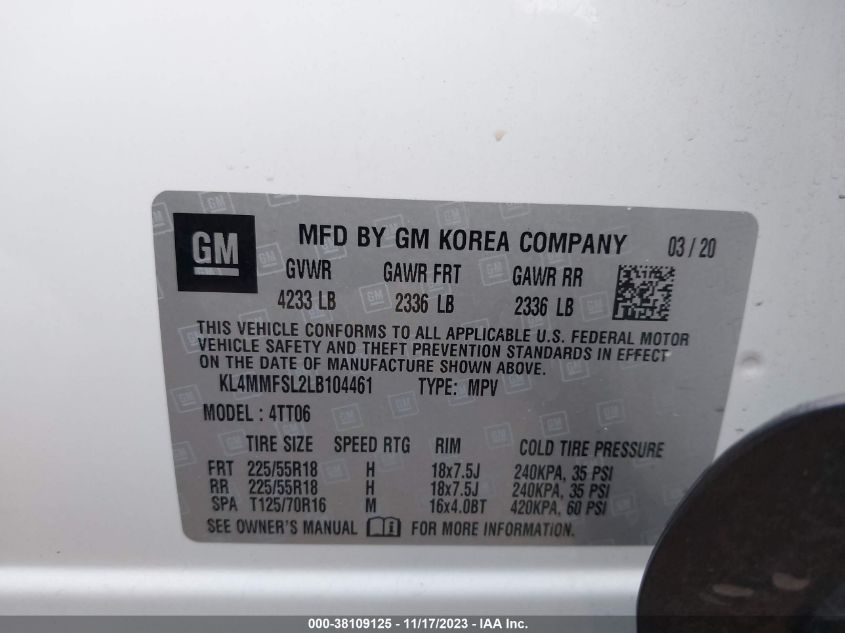 GM
MFD BY GM KOREA COMPANY 03/20
GVWR GAWR FRT GAWR RR
4233 LB 2336 LB 2336 LB
THIS VEHICLE CONFORMS TO ALL APPLICABLE U.S. FEDERAL MOTOR
VEHICLE SAFETY AND THEFT PREVENTION STANDARDS IN EFFECT
ON THE DATE OF MANUFACTURE SHOWN ABOVE.
KL4MMFSL2LB104461 TYPE: MPV
MODEL : 4TT06
TIRE SIZE SPEED RTG RIM COLD TIRE PRESSURE
FRT 225/55R18 H 18x7.5J 240KPA, 35 PSI
RR 225/55R18 H 18x7.5J 240KPA, 35 PSI
SPA T125/70R16 M 16x4.0BT 420KPA, 60 PSI
SEE OWNER'S MANUAL FOR MORE INFORMATION.
000-38109125 - 11/17/2023 - IAA Inc.